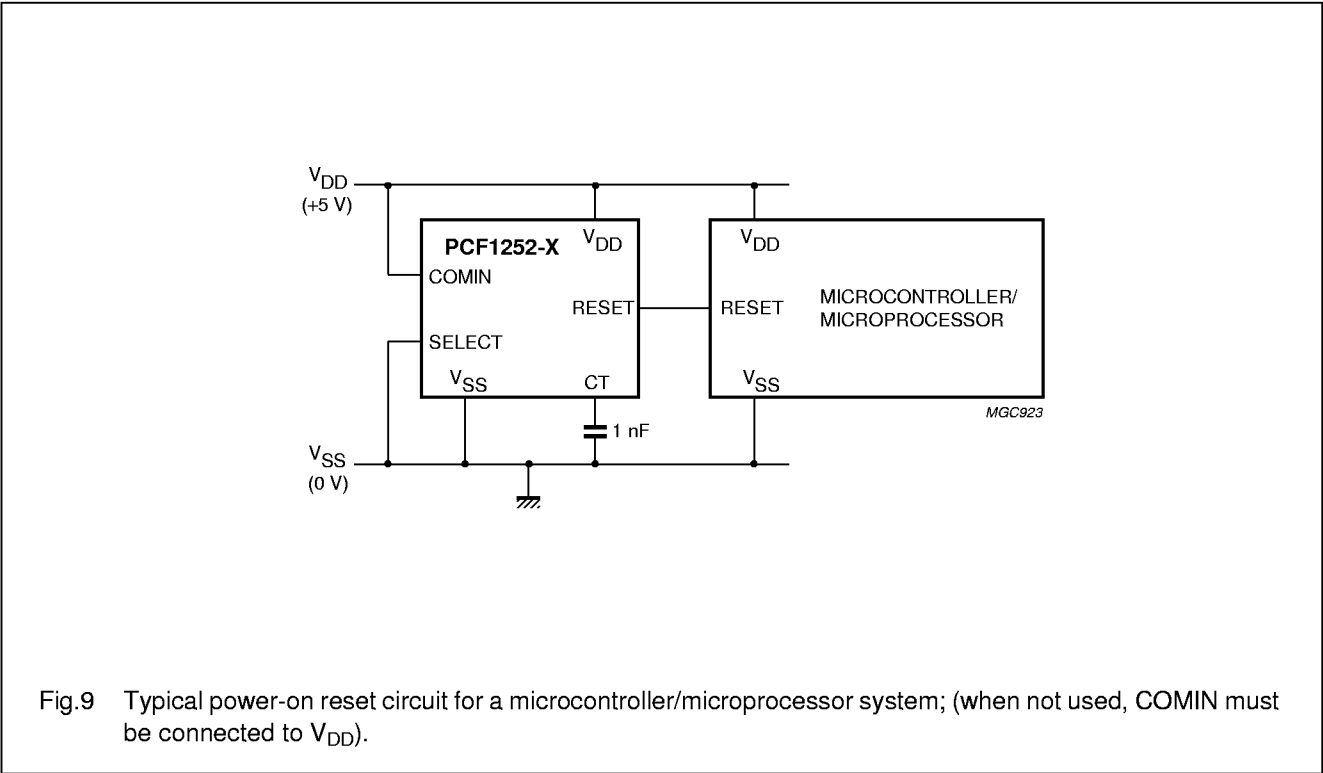 VDD
(+5 V)
PCF1252-X
VDD
COMIN
RESET
SELECT
VSS
CT
1 nF
VDD
RESET
MICROCONTROLLER/
MICROPROCESSOR
VSS
MGC923
VSS
(0 V)
Fig.9 Typical power-on reset circuit for a microcontroller/microprocessor system; (when not used, COMIN must
be connected to VDD).